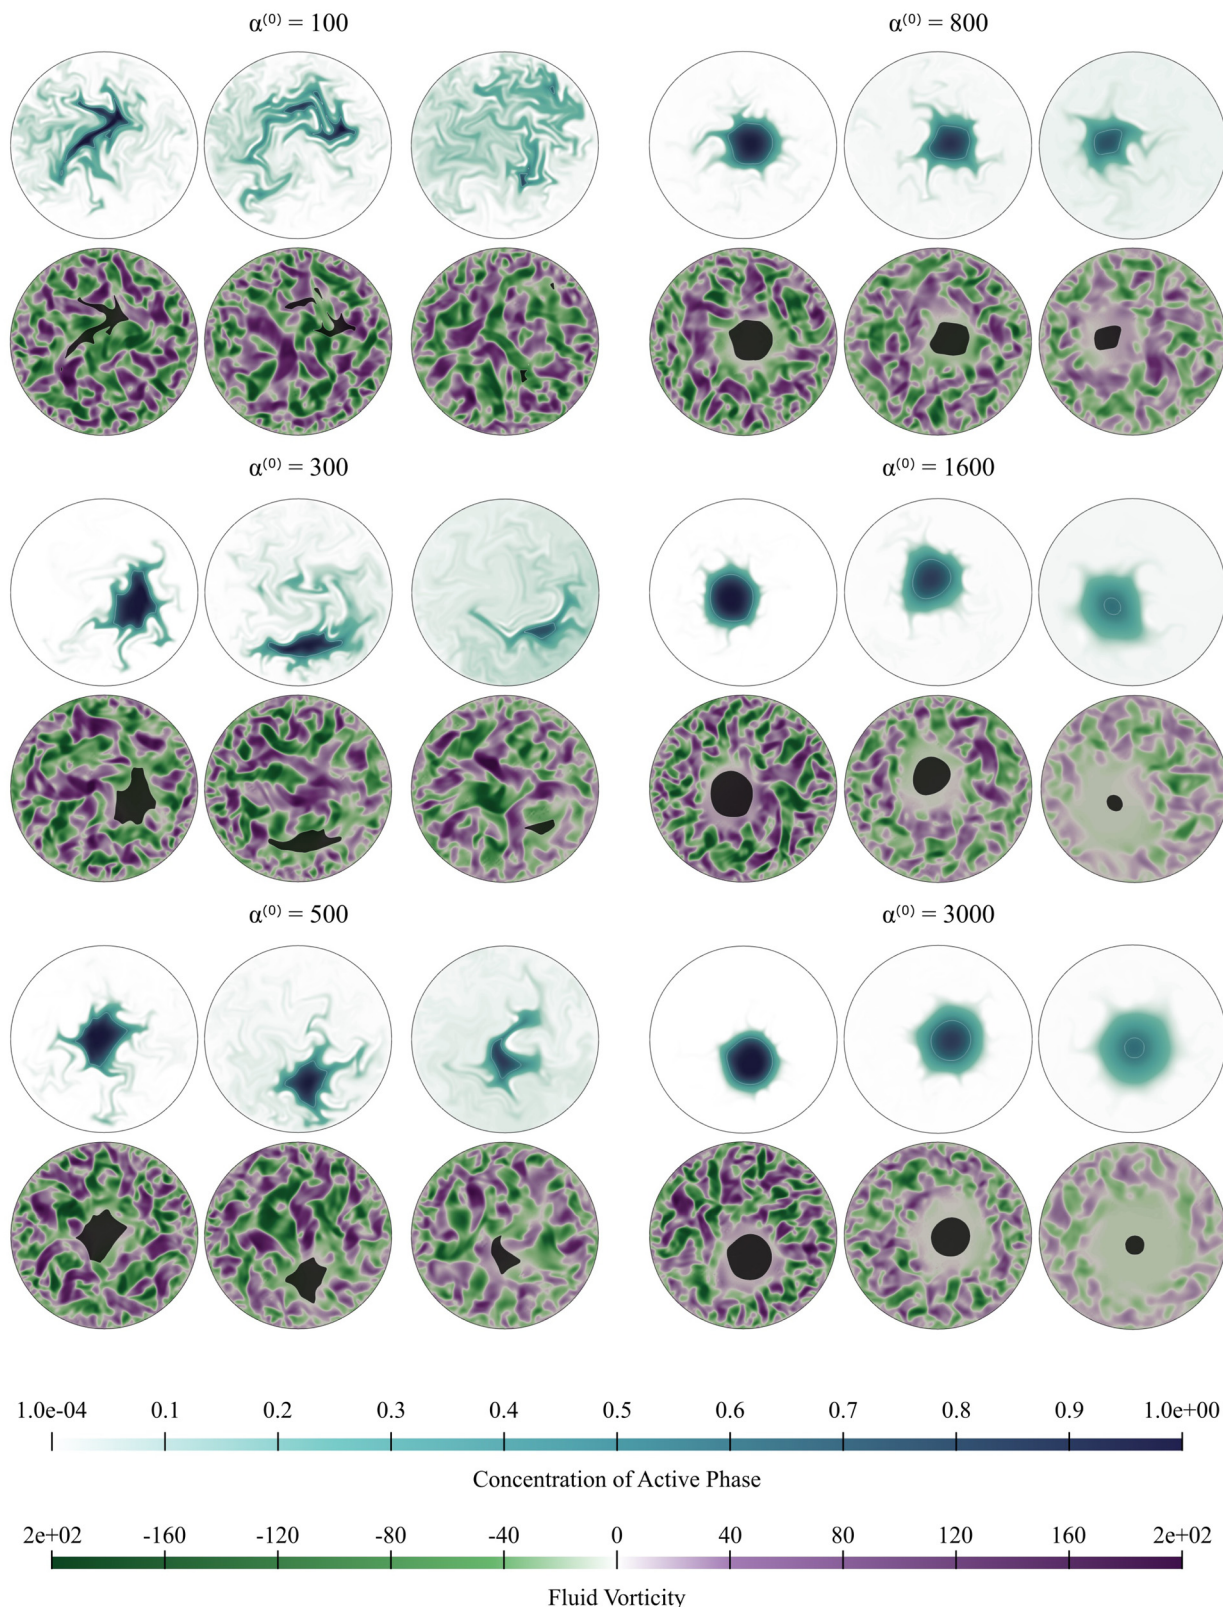 α⁽⁰⁾ = 100
α⁽⁰⁾ = 800
α⁽⁰⁾ = 300
α⁽⁰⁾ = 1600
α⁽⁰⁾ = 500
α⁽⁰⁾ = 3000
1.0e-04 0.1 0.2 0.3 0.4 0.5 0.6 0.7 0.8 0.9 1.0e+00
Concentration of Active Phase
2e+02 -160 -120 -80 -40 0 40 80 120 160 2e+02
Fluid Vorticity